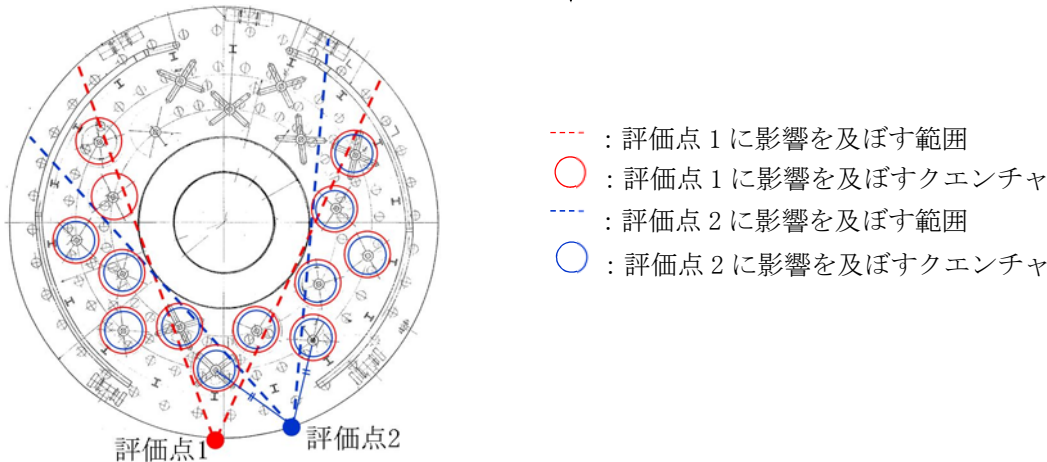 : 評価点 1 に影響を及ぼす範囲
: 評価点 1 に影響を及ぼすクエンチャ
: 評価点 2 に影響を及ぼす範囲
: 評価点 2 に影響を及ぼすクエンチャ
評価点1
評価点2